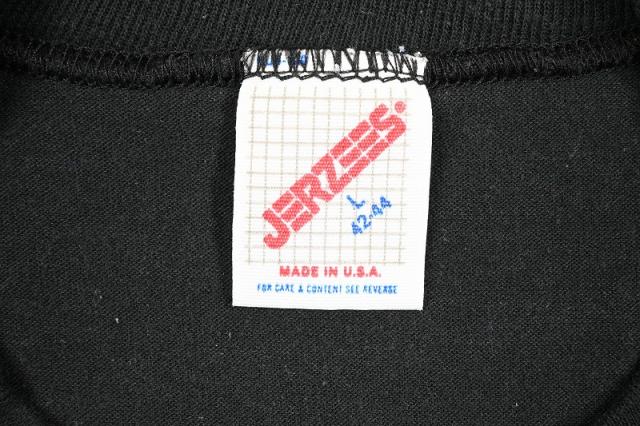 JERZEES®
L
42-44
MADE IN U.S.A.
FOR CARE & CONTENT SEE REVERSE